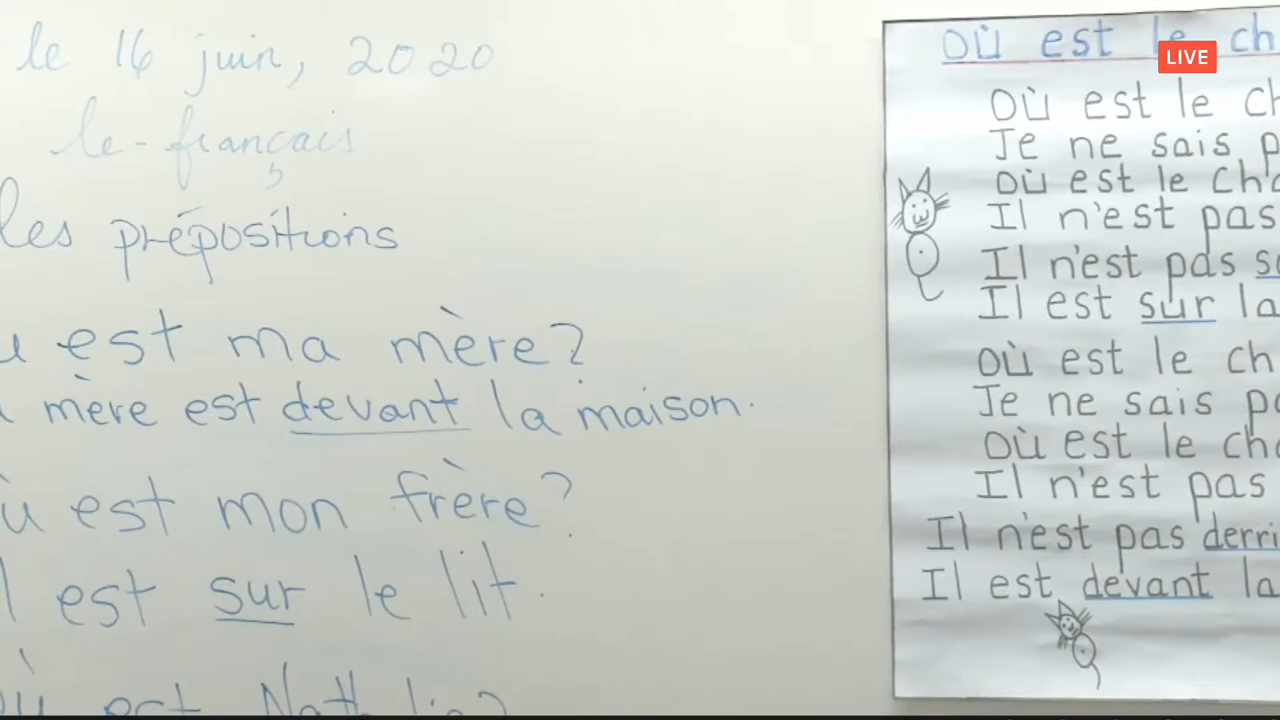 le 16 juin, 2020
le français
les prépositions
est ma mère?
mère est devant la maison.
est mon frère?
est sur le lit.
est
LIVE
Où est le
Où est le
Je ne sais
Où est le
Il n'est pas
Il n'est pas
Il est sur la
Où est le
Je ne sais
Où est le
Il n'est pas
Il n'est pas
Il est devant la